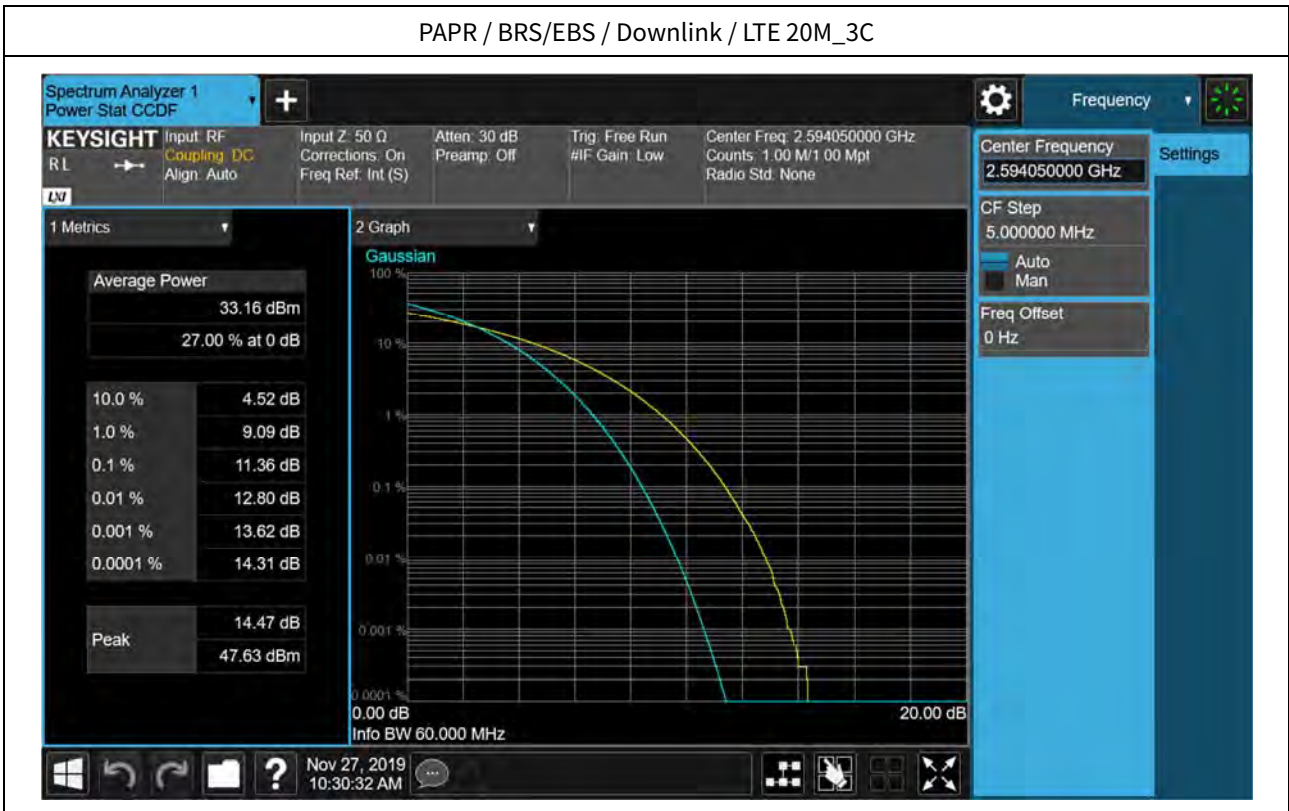 PAPR / BRS/EBS / Downlink / LTE 20M_3C
Spectrum Analyzer 1
Power Stat CCDF
+
Frequency
KEYSIGHT
R L
LXI
Input: RF
Coupling: DC
Align: Auto
Input Z: 50 Ω
Corrections: On
Freq Ref: Int (S)
Atten: 30 dB
Preamp: Off
Trig: Free Run
#IF Gain: Low
Center Freq: 2.594050000 GHz
Counts: 1.00 M/1.00 Mpt
Radio Std: None
Center Frequency
2.594050000 GHz
Settings
CF Step
5.000000 MHz
Auto
Man
Freq Offset
0 Hz
1 Metrics
Average Power
33.16 dBm
27.00 % at 0 dB
10.0 % 4.52 dB
1.0 % 9.09 dB
0.1 % 11.36 dB
0.01 % 12.80 dB
0.001 % 13.62 dB
0.0001 % 14.31 dB
Peak
14.47 dB
47.63 dBm
2 Graph
Gaussian
100 %
10 %
1 %
0.1 %
0.01 %
0.001 %
0.0001 %
0.00 dB 20.00 dB
Info BW 60.000 MHz
?
Nov 27, 2019
10:30:32 AM